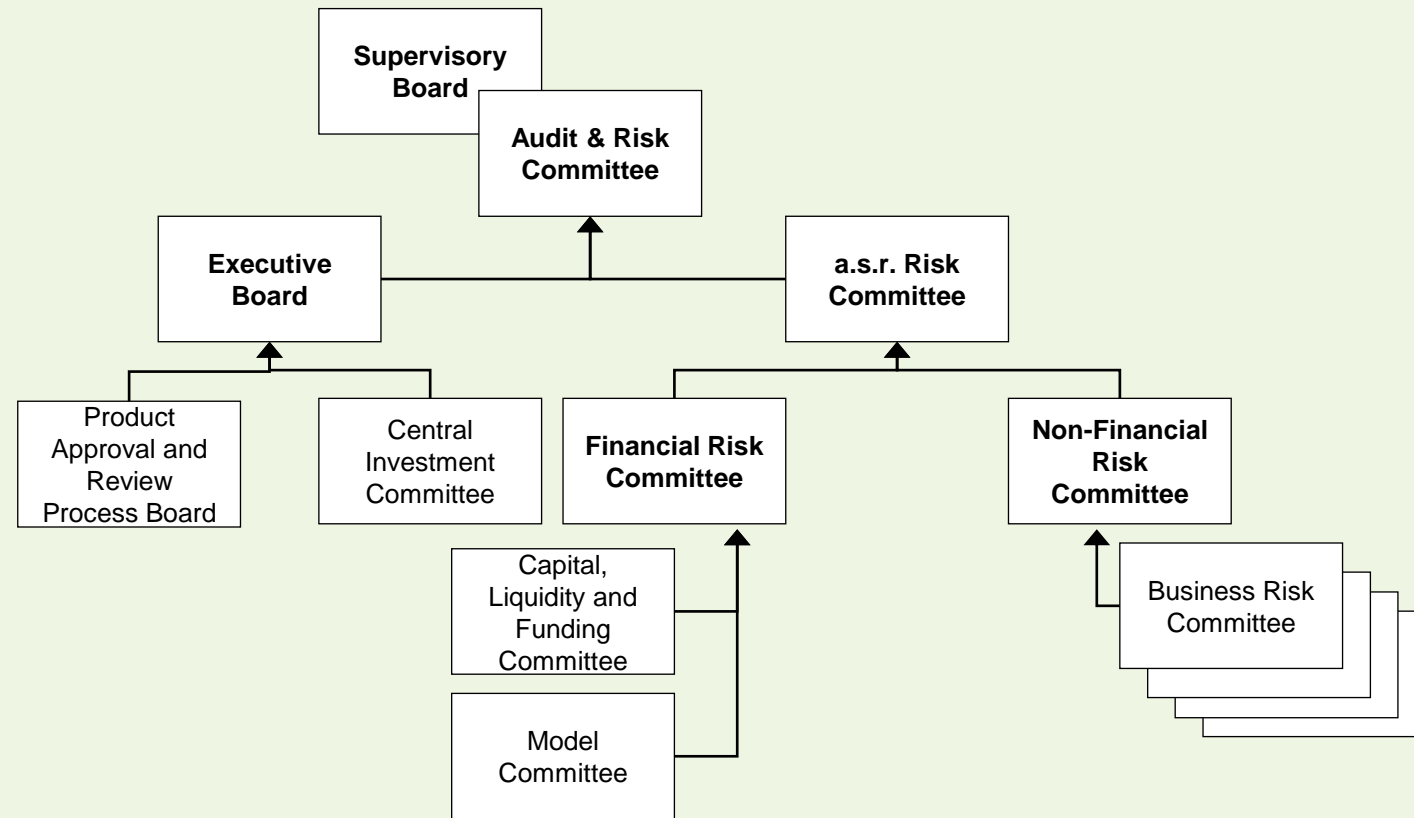 Supervisory
Board
Audit & Risk
Committee
Executive
Board
a.s.r. Risk
Committee
Product
Approval and
Review
Process Board
Central
Investment
Committee
Financial Risk
Committee
Non-Financial
Risk
Committee
Capital,
Liquidity and
Funding
Committee
Business Risk
Committee
Model
Committee